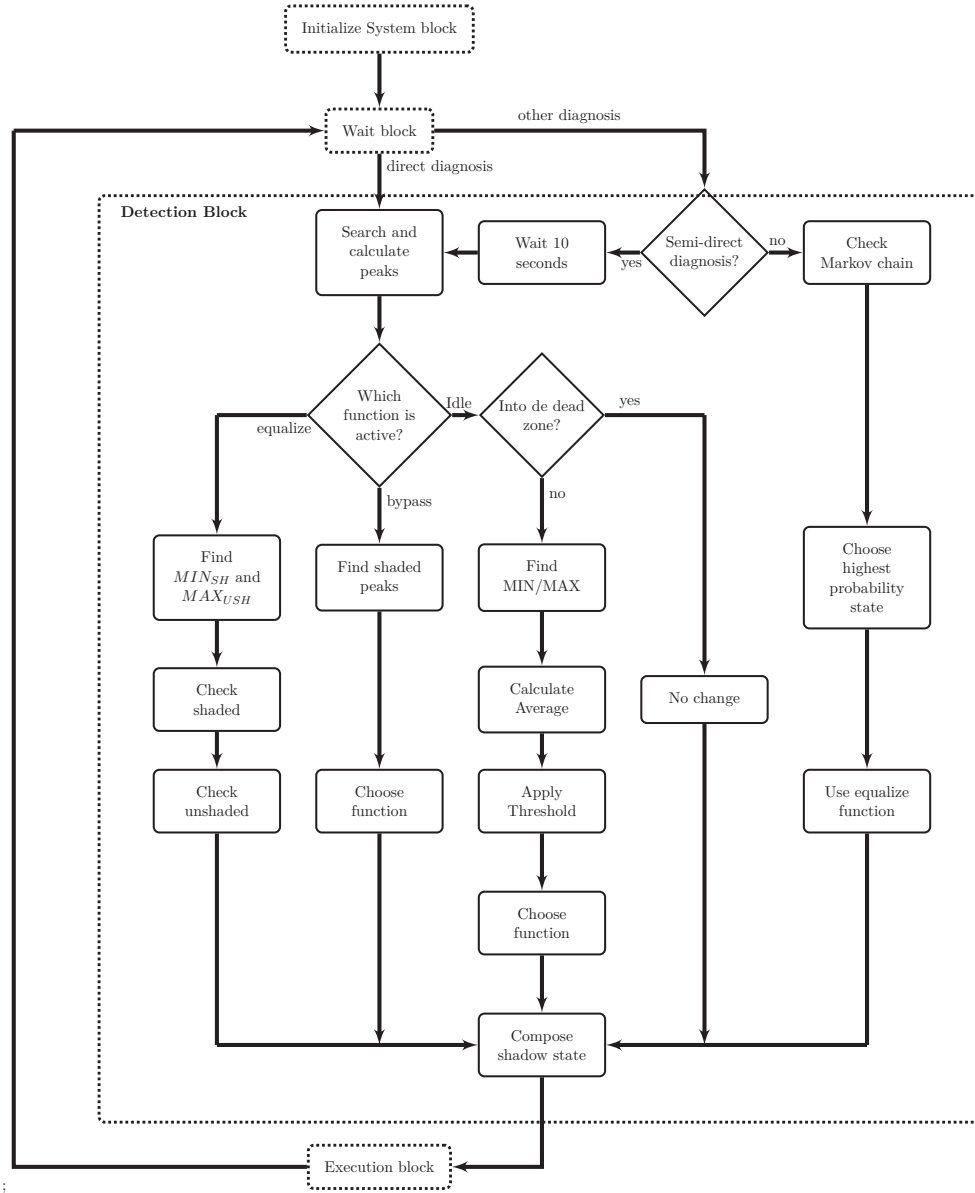 Initialize System block
Wait block
other diagnosis
direct diagnosis
Detection Block
Search and
calculate
peaks
Wait 10
seconds
yes
Semi-direct
diagnosis?
no
Check
Markov chain
Which
function is
active?
equalize
Idle
bypass
Into de dead
zone?
yes
no
Find
MIN_SH and
MAX_USH
Find shaded
peaks
Find
MIN/MAX
Choose
highest
probability
state
Check
shaded
Calculate
Average
No change
Check
unshaded
Choose
function
Apply
Threshold
Use equalize
function
Choose
function
Compose
shadow state
Execution block
;